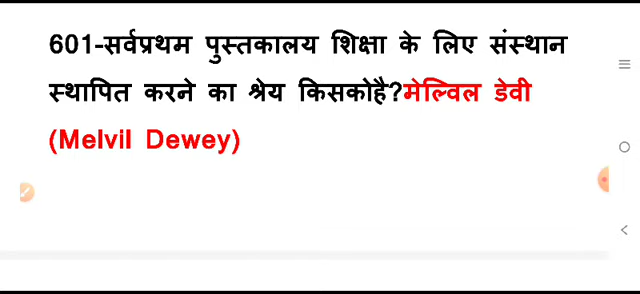 601-सर्वप्रथम पुस्तकालय शिक्षा के लिए संस्थान
स्थापित करने का श्रेय किसकोहै?मेल्विल डेवी
(Melvil Dewey)